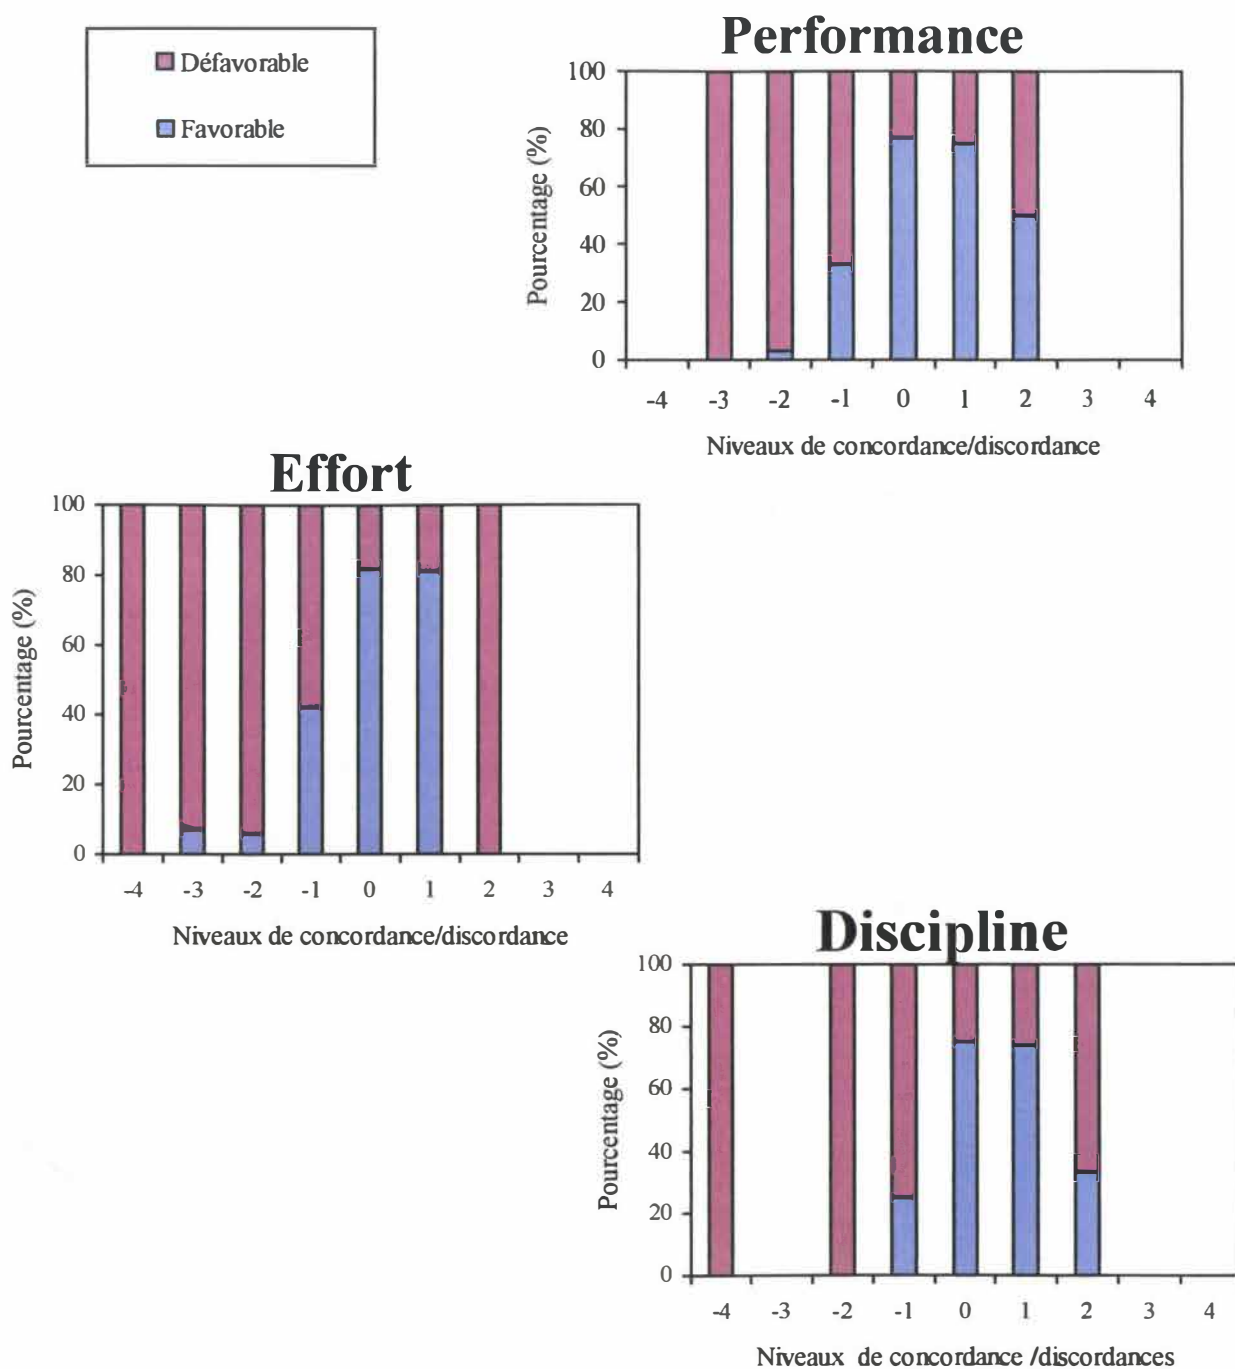 Défavorable
Favorable
Performance
Pourcentage (%)
100
80
60
40
20
0
-4 -3 -2 -1 0 1 2 3 4
Niveaux de concordance/discordance
Effort
Pourcentage (%)
100
80
60
40
20
0
-4 -3 -2 -1 0 1 2 3 4
Niveaux de concordance/discordance
Discipline
Pourcentage (%)
100
80
60
40
20
0
-4 -3 -2 -1 0 1 2 3 4
Niveaux de concordance /discordances